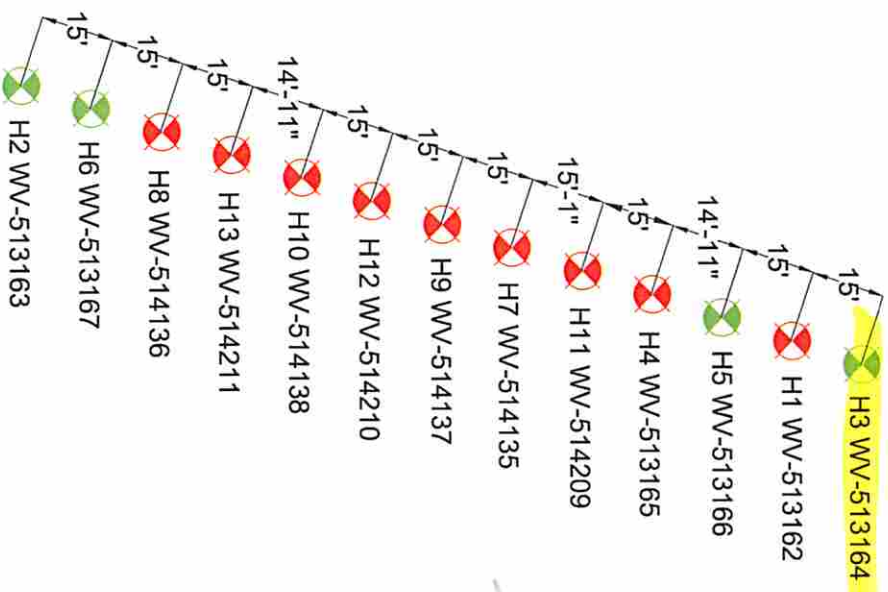 15'
15'
15'
14'-11"
15'
15'
15'
15'-1"
15'
14'-11"
15'
15'
H2 WV-513163
H6 WV-513167
H8 WV-514136
H13 WV-514211
H10 WV-514138
H12 WV-514210
H9 WV-514137
H7 WV-514135
H11 WV-514209
H4 WV-513165
H5 WV-513166
H1 WV-513162
H3 WV-513164